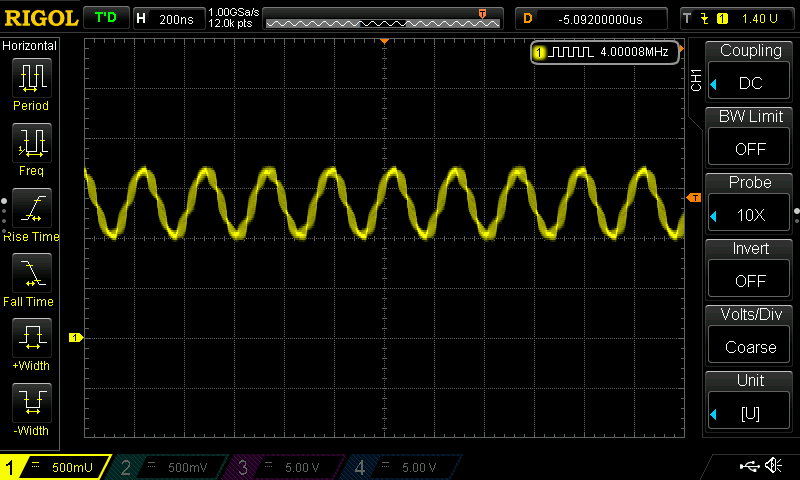 RIGOL T'D H 200ns 1.00GSa/s 12.0k pts T D -5.09200000us T 1 1.40 U
Horizontal
Period
Freq
Rise Time
Fall Time
+Width
-Width
1 4.00008MHz
T
1
CH1
Coupling
DC
BW Limit
OFF
Probe
10X
Invert
OFF
Volts/Div
Coarse
Unit
[U]
1 500mU 2 500mV 3 5.00 V 4 5.00 V